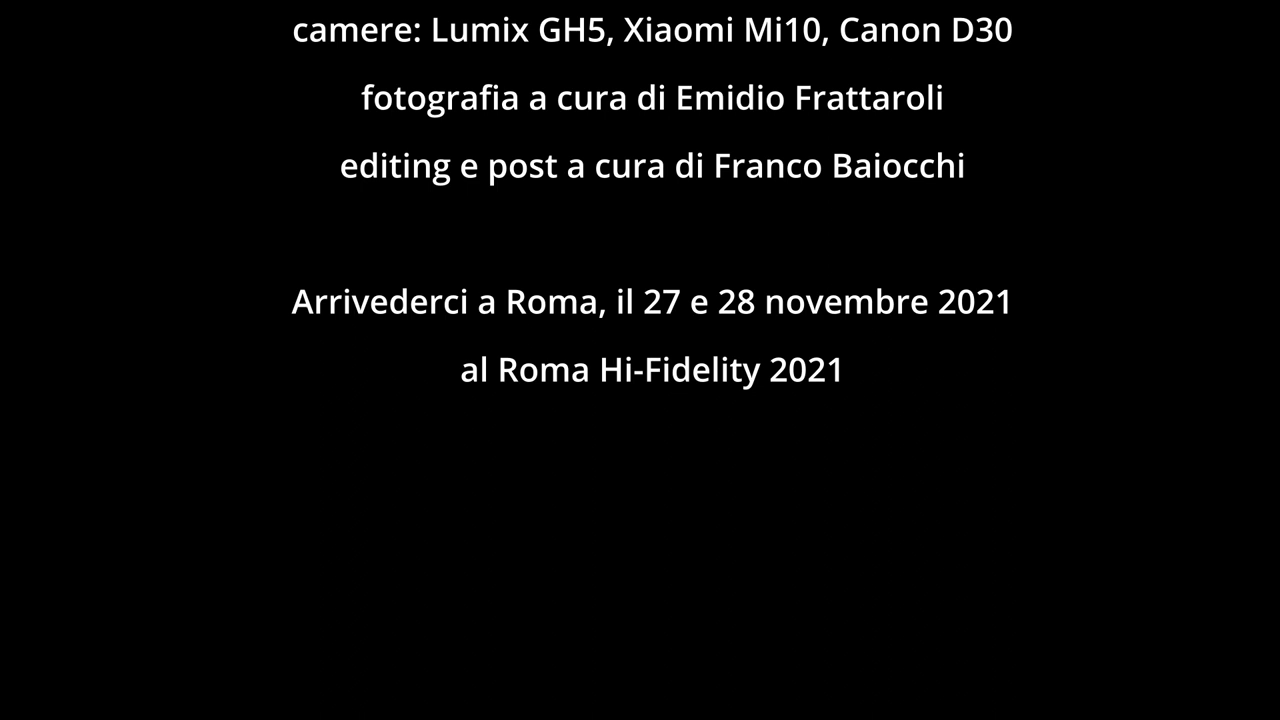 camere: Lumix GH5, Xiaomi Mi10, Canon D30
fotografia a cura di Emidio Frattaroli
editing e post a cura di Franco Baiocchi
Arrivederci a Roma, il 27 e 28 novembre 2021
al Roma Hi-Fidelity 2021